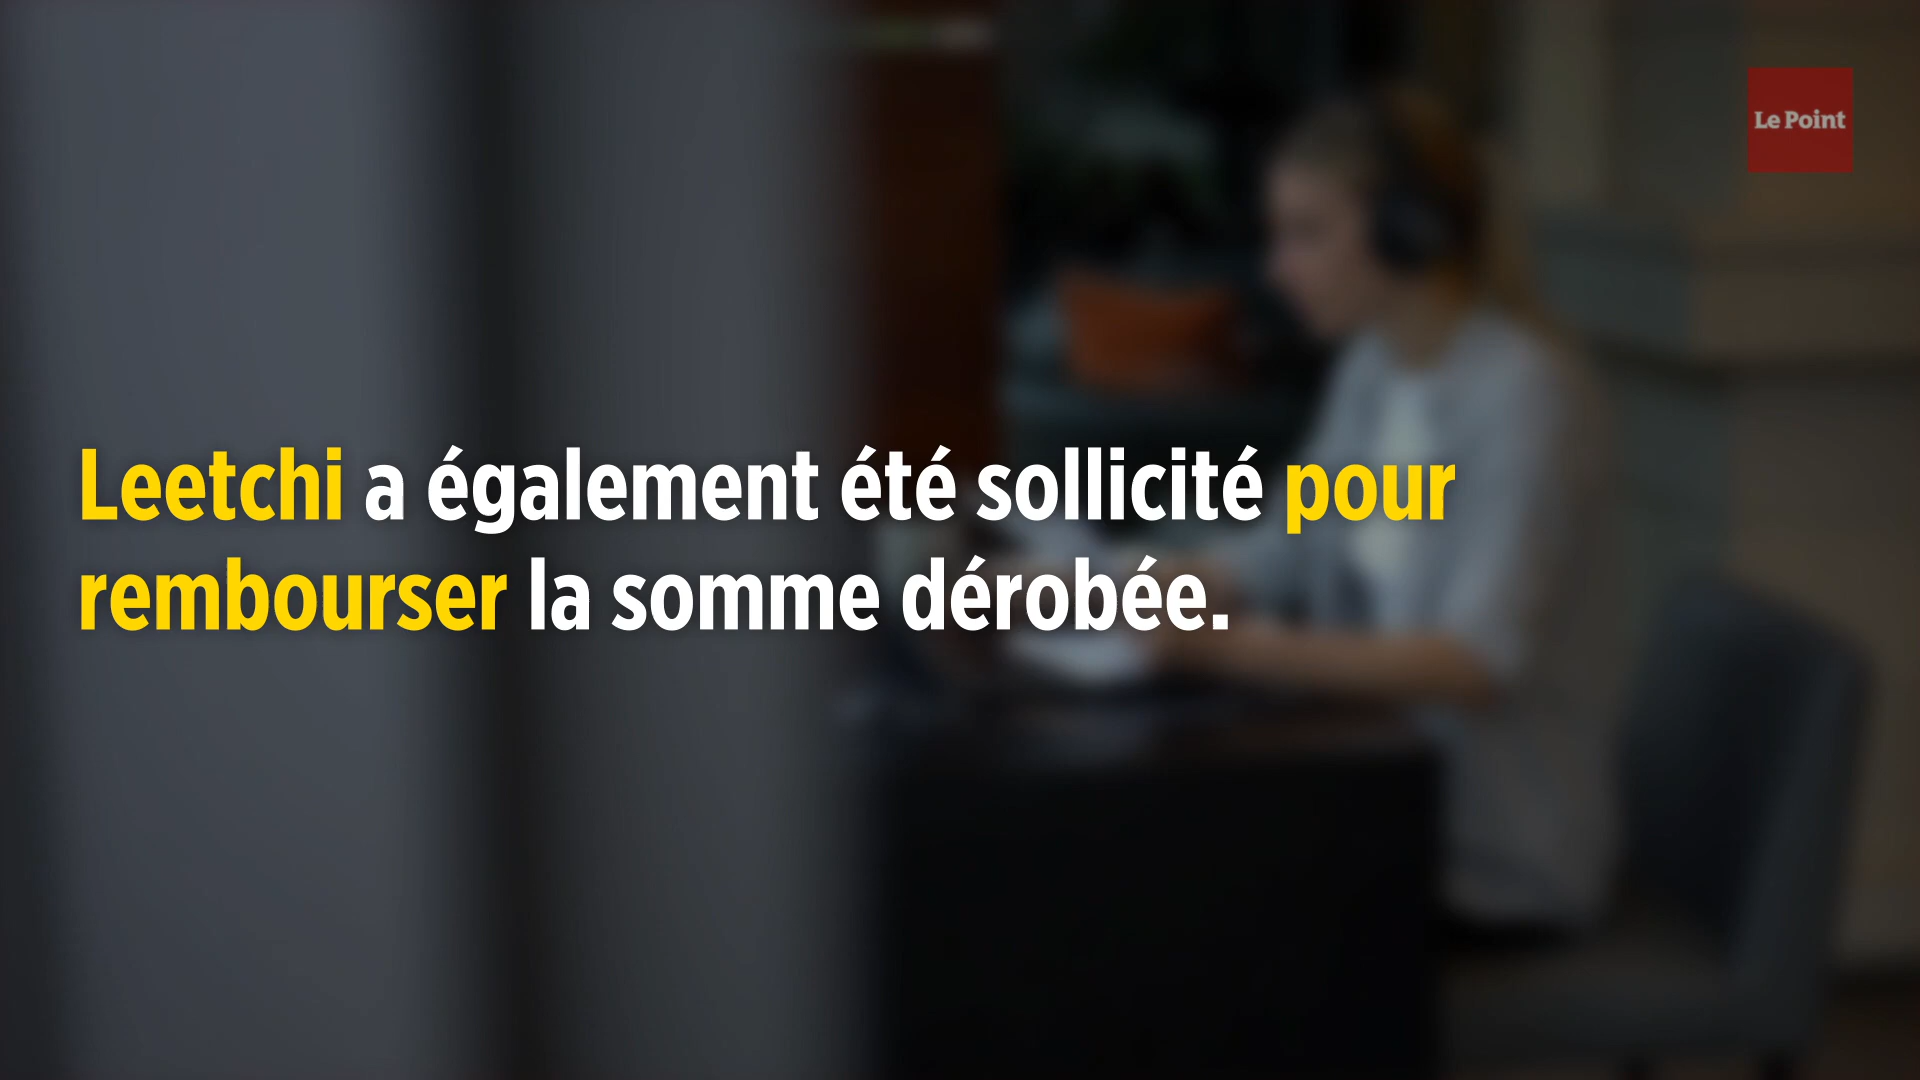 Le Point
Leetchi a également été sollicité pour
rembourser la somme dérobée.